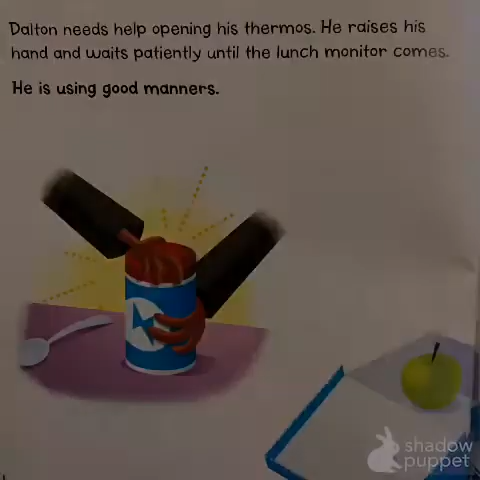 Dalton needs help opening his thermos. He raises his
hand and waits patiently until the lunch monitor comes.
He is using good manners.
shadow
puppet